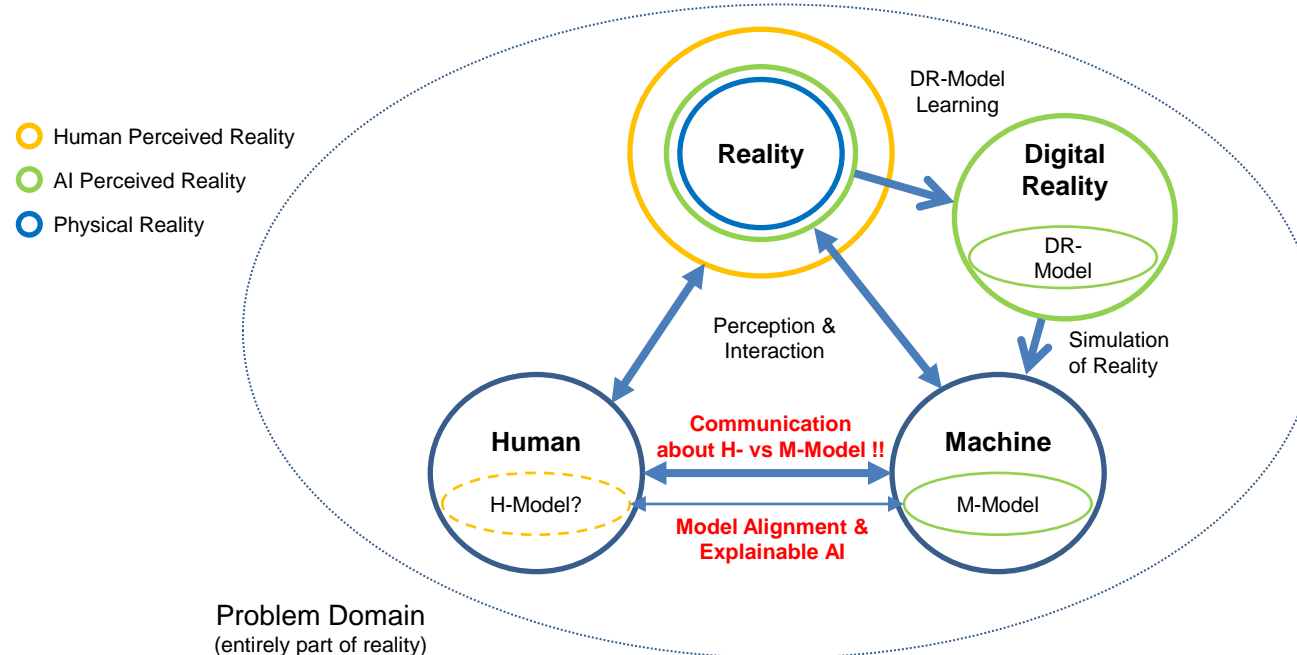 Human Perceived Reality
AI Perceived Reality
Physical Reality
Reality
DR-Model
Learning
Digital
Reality
DR-
Model
Perception &
Interaction
Simulation
of Reality
Human
H-Model?
Communication
about H- vs M-Model !!
Model Alignment &
Explainable AI
Machine
M-Model
Problem Domain
(entirely part of reality)